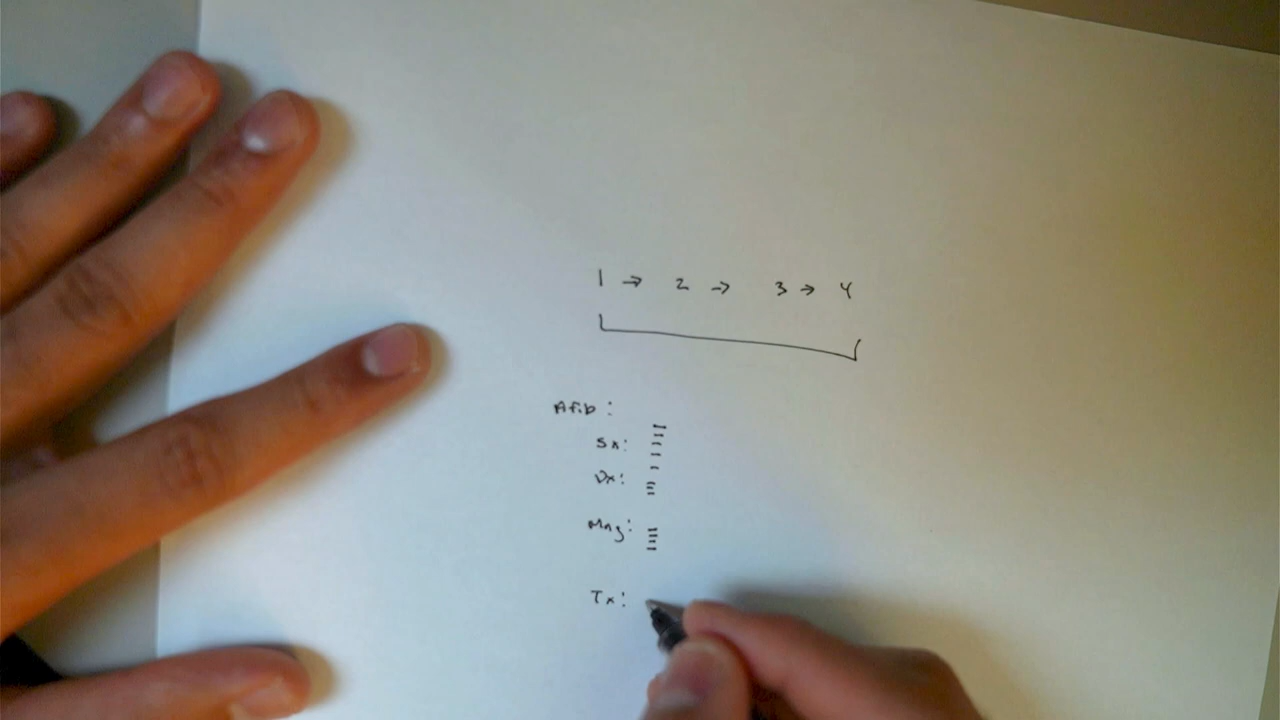 1 → 2 → 3 → 4
Afib:
Sx:
Dx:
Mng:
Tx: